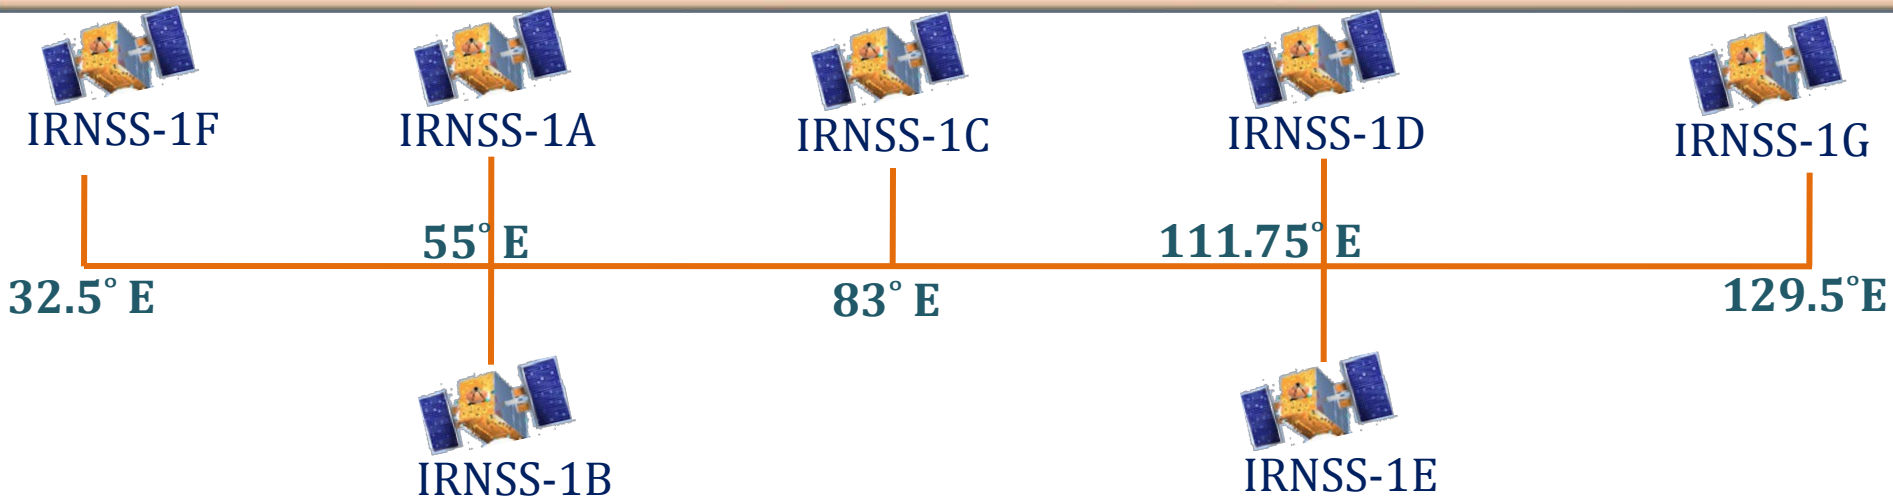 IRNSS-1F
IRNSS-1A
IRNSS-1C
IRNSS-1D
IRNSS-1G
55° E
111.75° E
32.5° E
83° E
129.5°E
IRNSS-1B
IRNSS-1E